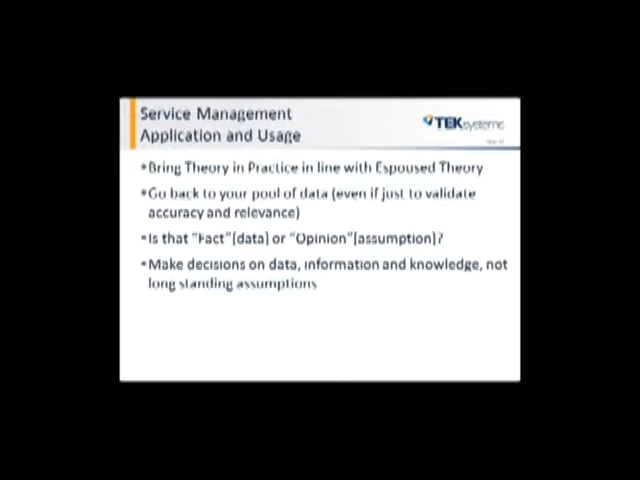 Service Management
Application and Usage
TEKsystems
▪Bring Theory in Practice in line with Espoused Theory
▪Go back to your pool of data (even if just to validate
accuracy and relevance)
▪Is that “Fact”[data] or “Opinion”[assumption]?
▪Make decisions on data, information and knowledge, not
long standing assumptions